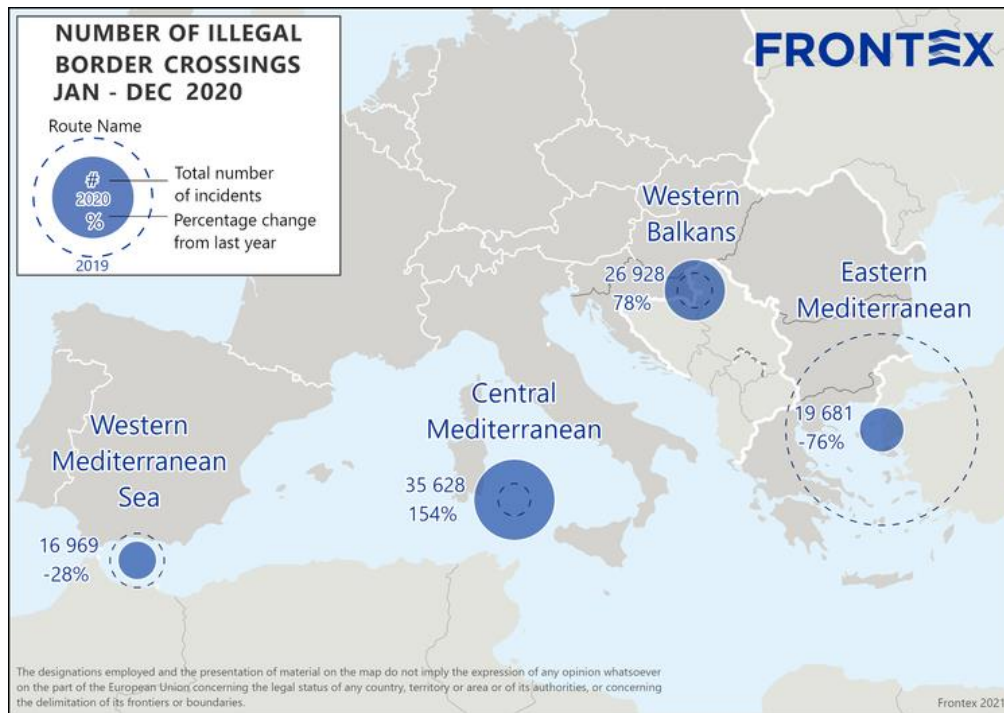 NUMBER OF ILLEGAL
BORDER CROSSINGS
JAN - DEC 2020
Route Name
#
2020
%
Total number
of incidents
Percentage change
from last year
2019
FRONTEX
Western
Balkans
26 928
78%
Eastern
Mediterranean
19 681
-76%
Central
Mediterranean
35 628
154%
Western
Mediterranean
Sea
16 969
-28%
The designations employed and the presentation of material on the map do not imply the expression of any opinion whatsoever
on the part of the European Union concerning the legal status of any country, territory or area or of its authorities, or concerning
the delimitation of its frontiers or boundaries.
Frontex 2021